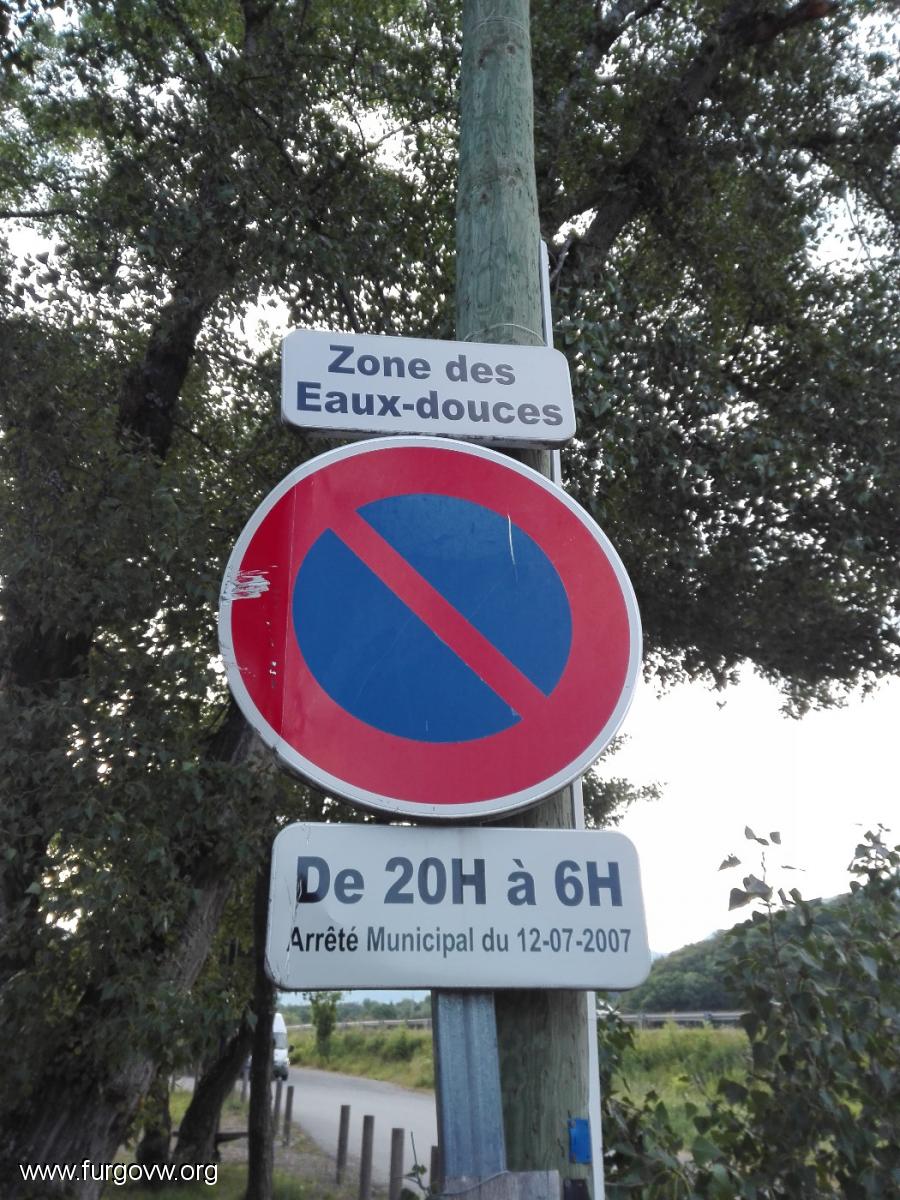 Zone des
Eaux-douces
De 20H à 6H
Arrêté Municipal du 12-07-2007
www.furgovw.org